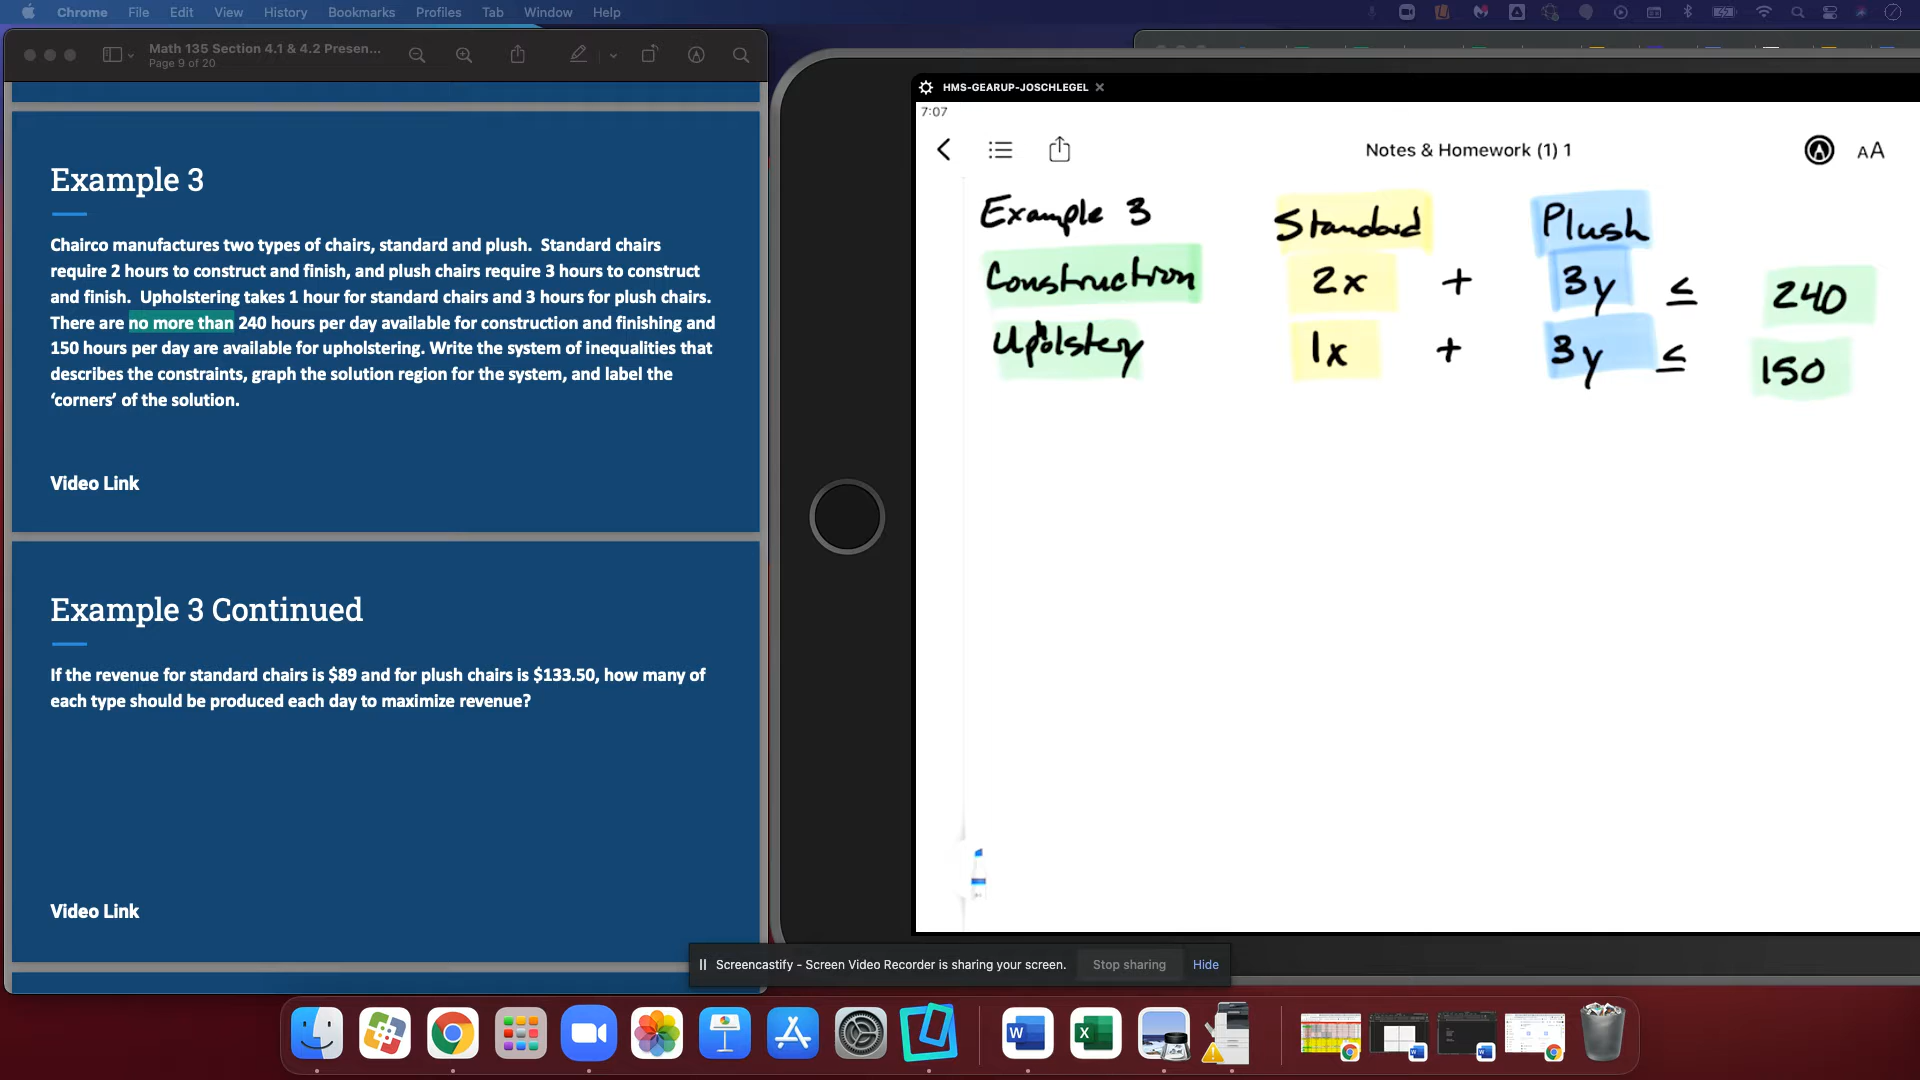 Chrome File Edit View History Bookmarks Profiles Tab Window Help
Math 135 Section 4.1 & 4.2 Presen...
Page 9 of 20
Example 3
Chairco manufactures two types of chairs, standard and plush.  Standard chairs
require 2 hours to construct and finish, and plush chairs require 3 hours to construct
and finish.  Upholstering takes 1 hour for standard chairs and 3 hours for plush chairs.
There are no more than 240 hours per day available for construction and finishing and
150 hours per day are available for upholstering. Write the system of inequalities that
describes the constraints, graph the solution region for the system, and label the
‘corners’ of the solution.
Video Link
Example 3 Continued
If the revenue for standard chairs is $89 and for plush chairs is $133.50, how many of
each type should be produced each day to maximize revenue?
Video Link
HMS-GEARUP-JOSCHLEGEL ×
7:07
Notes & Homework (1) 1
AA
Example 3 Standard Plush
Construction 2x + 3y ≤ 240
Upholstery 1x + 3y ≤ 150
Screencastify - Screen Video Recorder is sharing your screen. Stop sharing Hide